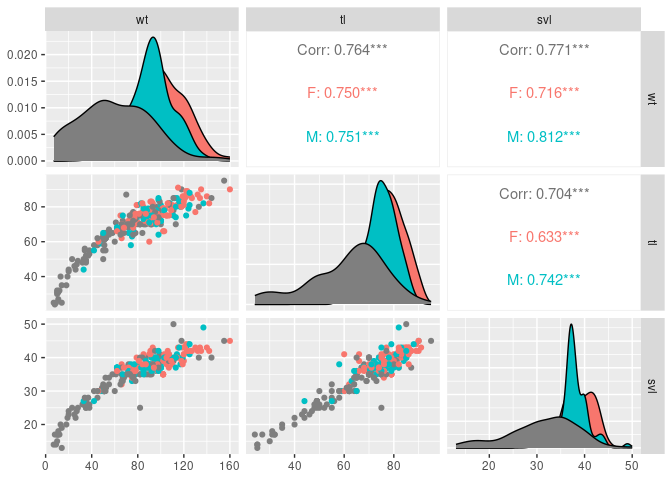 wt tl svl
0.020
0.015
0.010
0.005
0.000
Corr: 0.764***
F: 0.750***
M: 0.751***
Corr: 0.771***
F: 0.716***
M: 0.812***
wt
80
60
40
Corr: 0.704***
F: 0.633***
M: 0.742***
tl
50
40
30
20
svl
0 40 80 120 160
40 60 80
20 30 40 50